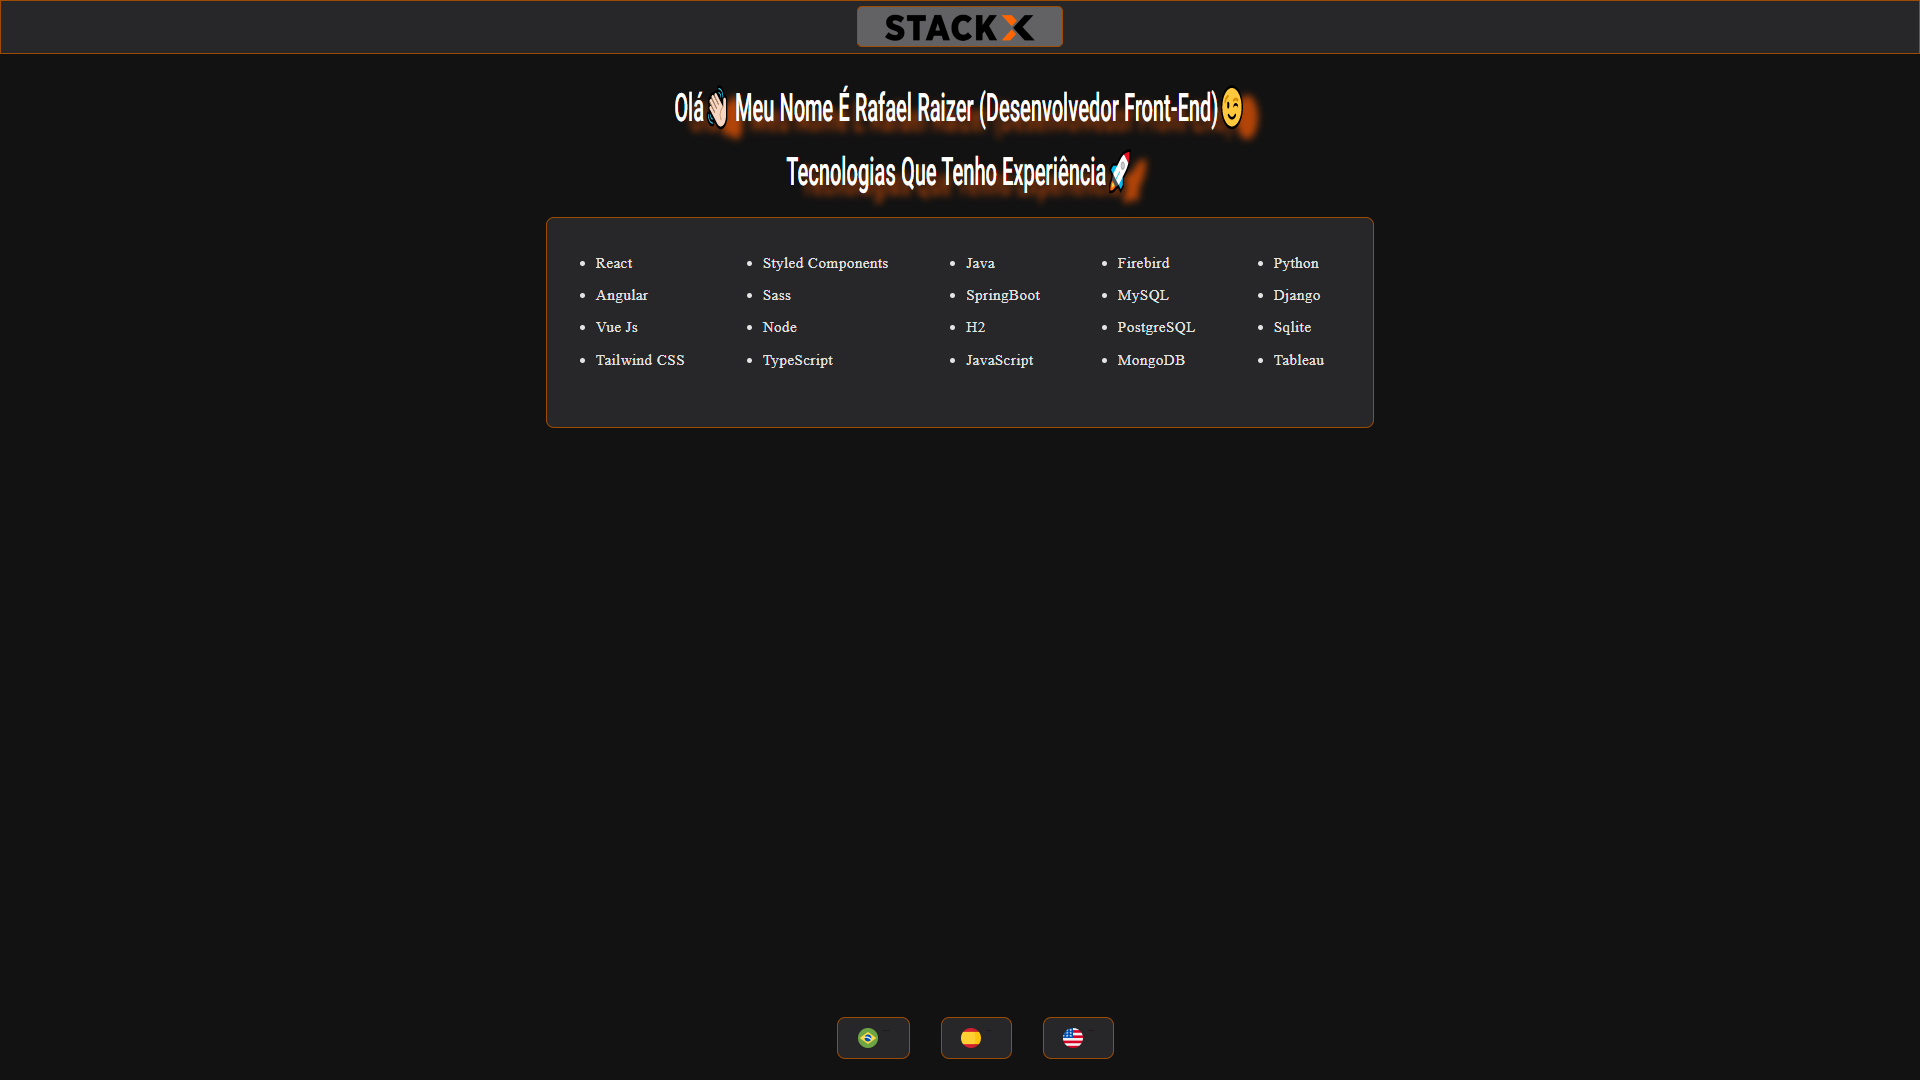 STACKX
Olá👋🏻 Meu Nome É Rafael Raizer (Desenvolvedor Front-End)😉
Tecnologias Que Tenho Experiência🚀
React
Angular
Vue Js
Tailwind CSS
Styled Components
Sass
Node
TypeScript
Java
SpringBoot
H2
JavaScript
Firebird
MySQL
PostgreSQL
MongoDB
Python
Django
Sqlite
Tableau